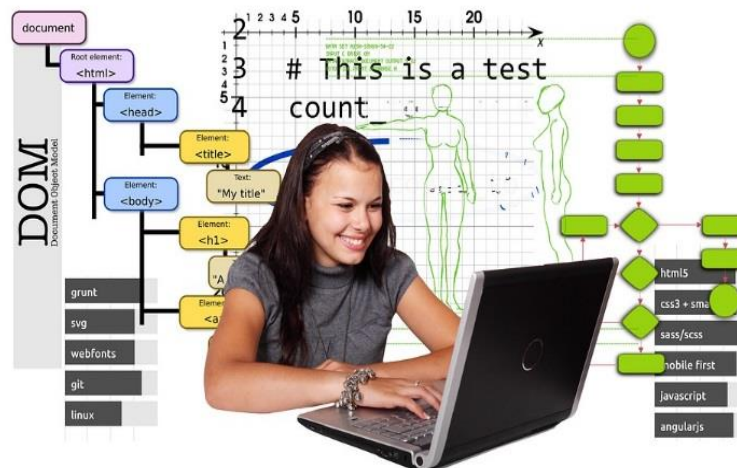 document
Root element:
<html>
Element:
<head>
Element:
<title>
Text:
"My title"
Element:
<body>
Element:
<h1>
"A
Elem
<a
DOM
Document Object Model
1 2 3 4 5 10 15 20
x
1
2
3
4
5
2
3 # This is a test
4 count_
grunt
svg
webfonts
git
linux
html5
css3 +
sass/scss
mobile first
javascript
angularjs